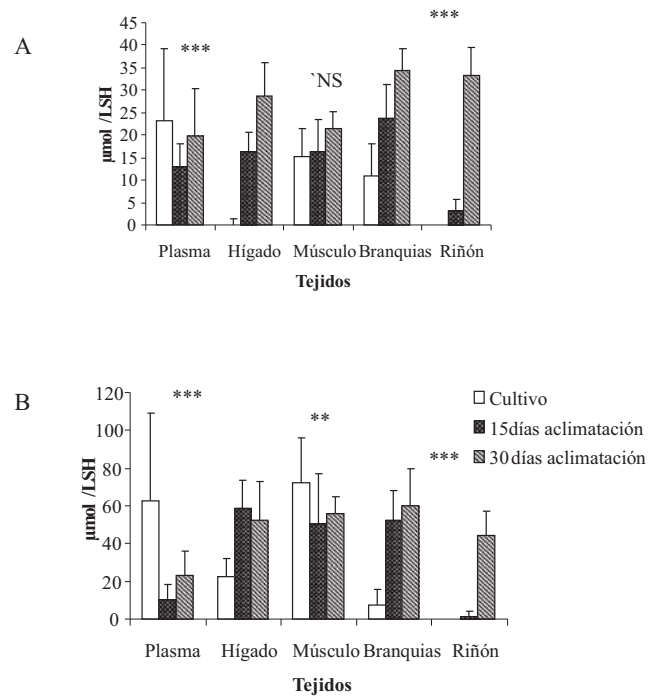 A
***
***
`NS
µmol /LSH
45
40
35
30
25
20
15
10
5
0
Plasma Hígado Músculo Branquias Riñón
Tejidos
B
***
**
***
µmol /LSH
120
100
80
60
40
20
0
Cultivo
15días aclimatación
30días aclimatación
Plasma Hígado Músculo Branquias Riñón
Tejidos